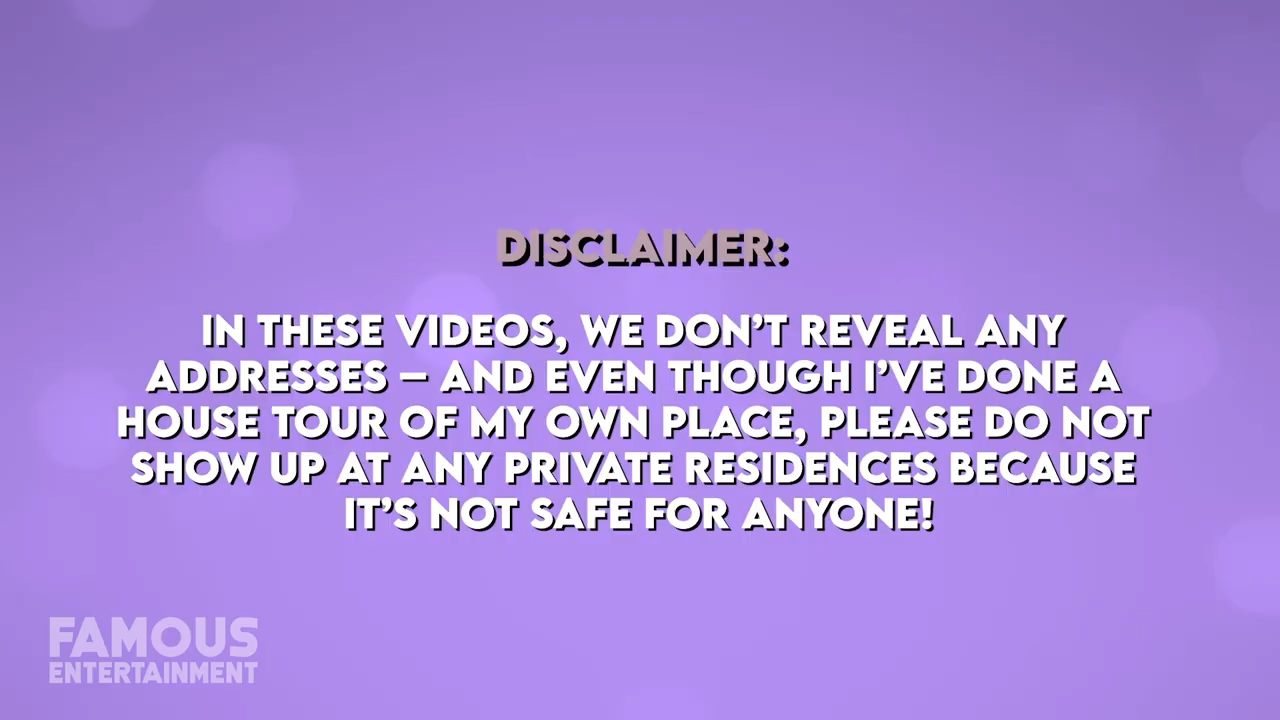 DISCLAIMER:
IN THESE VIDEOS, WE DON’T REVEAL ANY
ADDRESSES – AND EVEN THOUGH I’VE DONE A
HOUSE TOUR OF MY OWN PLACE, PLEASE DO NOT
SHOW UP AT ANY PRIVATE RESIDENCES BECAUSE
IT’S NOT SAFE FOR ANYONE!
FAMOUS
ENTERTAINMENT